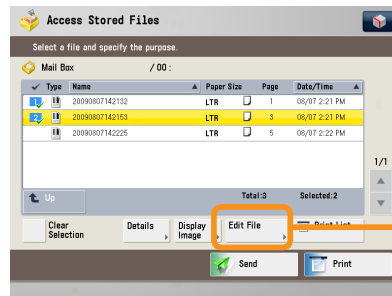 Access Stored Files
Select a file and specify the purpose.
Mail Box / 00 :
Type Name Paper Size Page Date/Time
1 20090807142132 LTR 1 08/07 2:21 PM
2 20090807142153 LTR 3 08/07 2:21 PM
20090807142225 LTR 5 08/07 2:22 PM
1/1
Up Total:3 Selected:2
Clear Selection Details Display Image Edit File Print List
Send Print